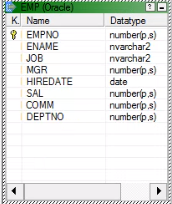 EMP (Oracle)
K. Name Datatype
EMPNO number(p,s)
ENAME nvarchar2
JOB nvarchar2
MGR number(p,s)
HIREDATE date
SAL number(p,s)
COMM number(p,s)
DEPTNO number(p,s)